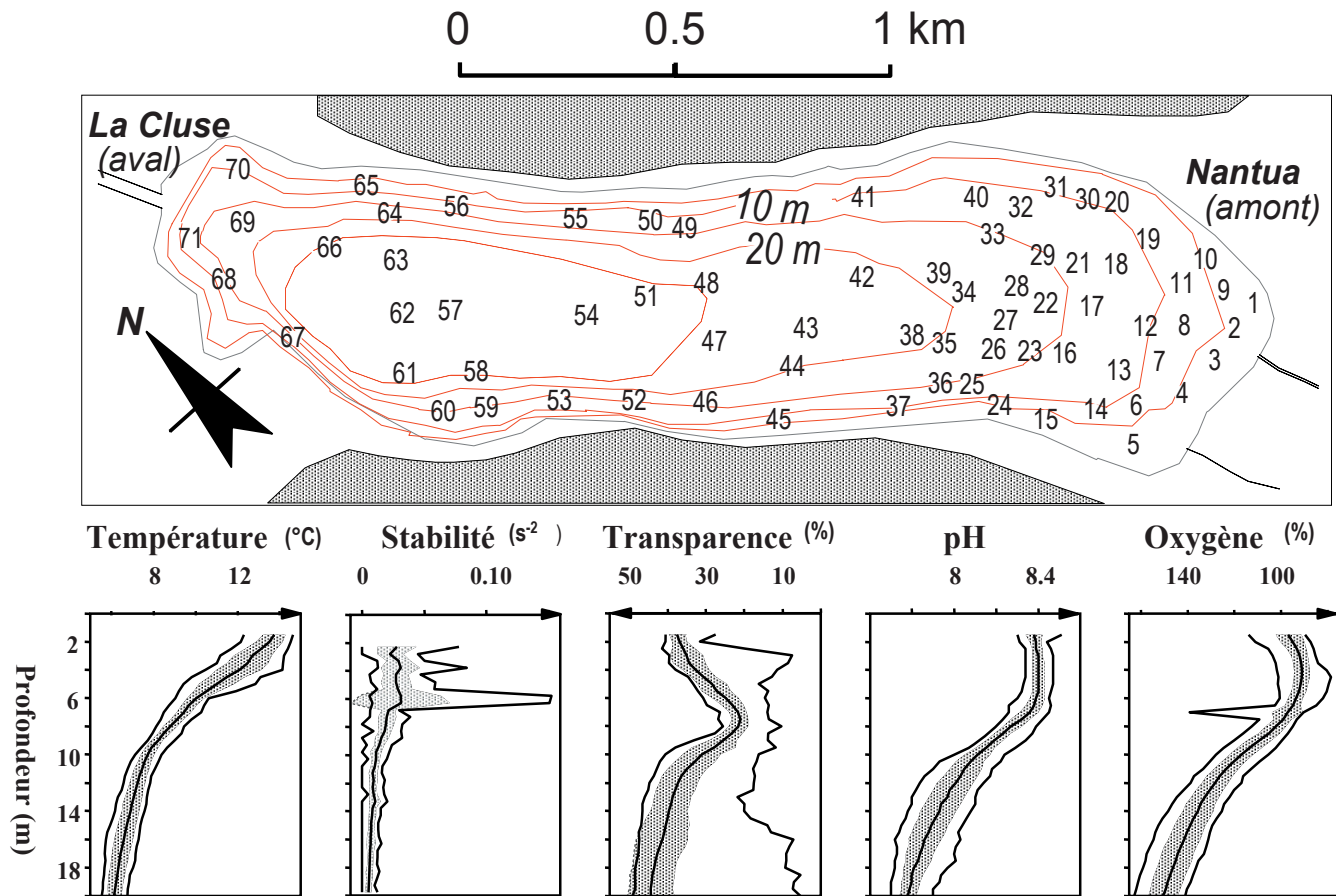 0 0.5 1 km
La Cluse
(aval)
Nantua
(amont)
70 65 56 55 50 49 10 m 41 40 32 31 30 20
69 64 33 19
71 66 63 20 m 48 42 39 34 29 21 18 10
68 51 28 22 17 11 9 1
N 62 57 54 47 43 38 35 27 12 8 2
67 44 26 23 16 7 3
61 58 46 36 25 13 4
60 59 53 52 45 37 24 15 14 6
5
Température (°C) Stabilité (s-2 ) Transparence (%) pH Oxygène (%)
8 12 0 0.10 50 30 10 8 8.4 140 100
Profondeur (m)
2
6
10
14
18